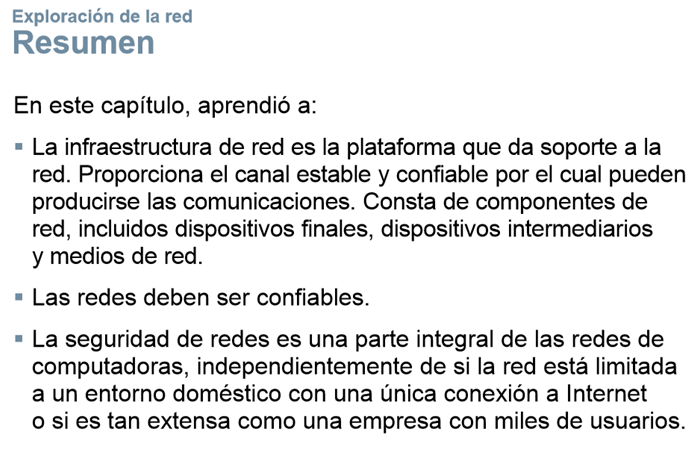 Exploración de la red
Resumen
En este capítulo, aprendió a:
▪ La infraestructura de red es la plataforma que da soporte a la
red. Proporciona el canal estable y confiable por el cual pueden
producirse las comunicaciones. Consta de componentes de
red, incluidos dispositivos finales, dispositivos intermediarios
y medios de red.
▪ Las redes deben ser confiables.
▪ La seguridad de redes es una parte integral de las redes de
computadoras, independientemente de si la red está limitada
a un entorno doméstico con una única conexión a Internet
o si es tan extensa como una empresa con miles de usuarios.